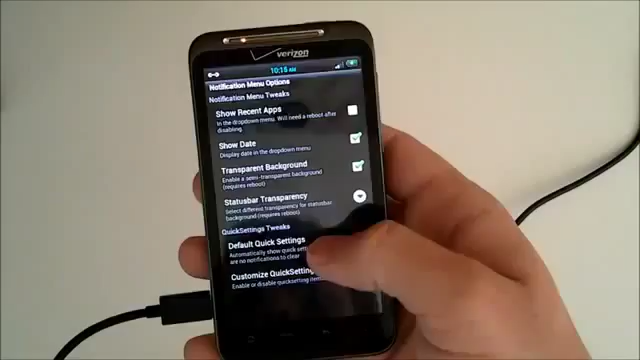 verizon
10:15 AM
Notification Menu Options
Notification Menu Tweaks
Show Recent Apps
In the dropdown menu. Will need a reboot after
disabling.
Show Date
Display date in the dropdown menu
Transparent Background
Enable a semi-transparent background
(requires reboot)
Statusbar Transparency
Select different transparency for statusbar
background (requires reboot)
QuickSettings Tweaks
Default Quick Settings
Automatically show quick
are no notifications to clear
Customize QuickSetting
Enable or disable quicksetting